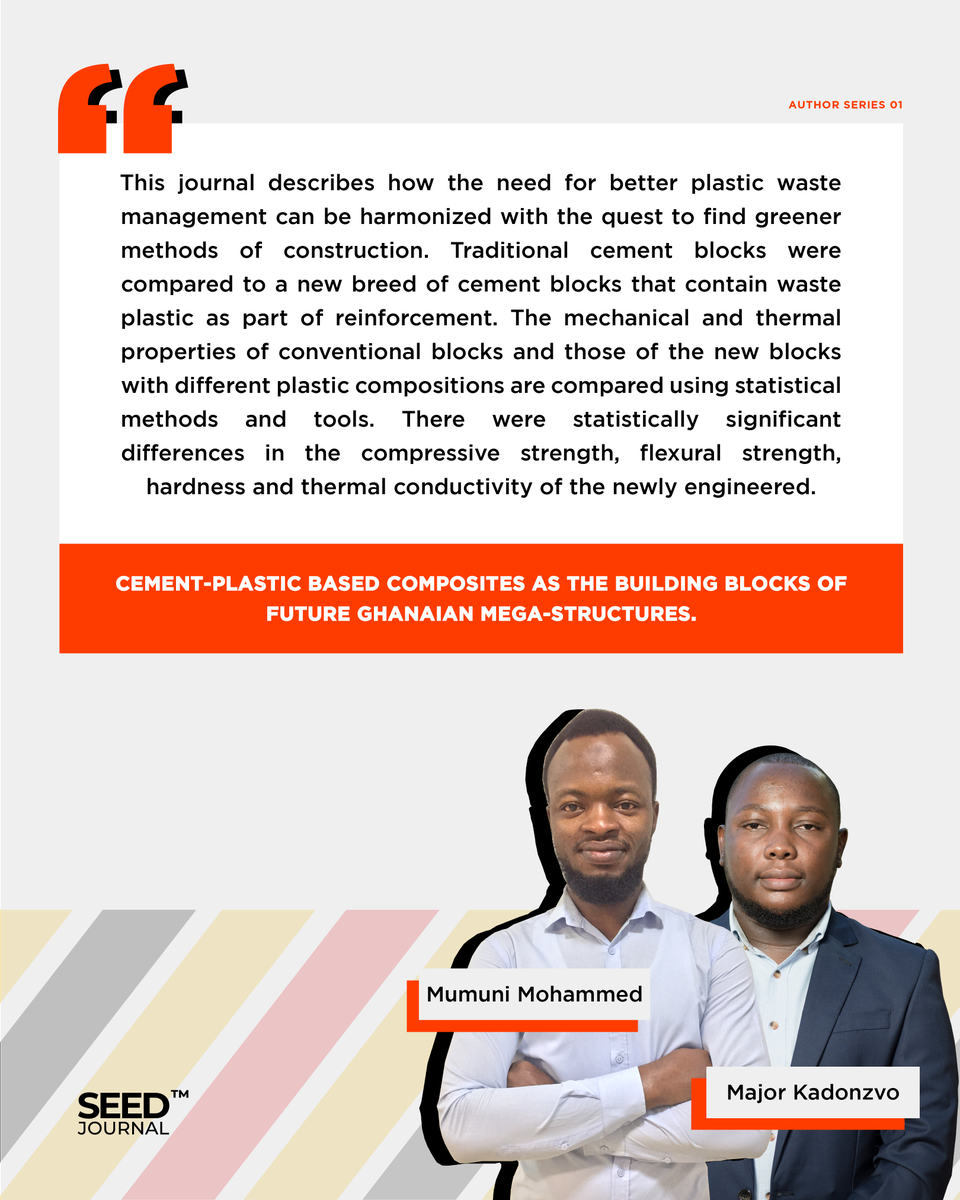 AUTHOR SERIES 01
This journal describes how the need for better plastic waste
management can be harmonized with the quest to find greener
methods of construction. Traditional cement blocks were
compared to a new breed of cement blocks that contain waste
plastic as part of reinforcement. The mechanical and thermal
properties of conventional blocks and those of the new blocks
with different plastic compositions are compared using statistical
methods and tools. There were statistically significant
differences in the compressive strength, flexural strength,
hardness and thermal conductivity of the newly engineered.
CEMENT-PLASTIC BASED COMPOSITES AS THE BUILDING BLOCKS OF
FUTURE GHANAIAN MEGA-STRUCTURES.
Mumuni Mohammed
Major Kadonzvo
SEED™
JOURNAL